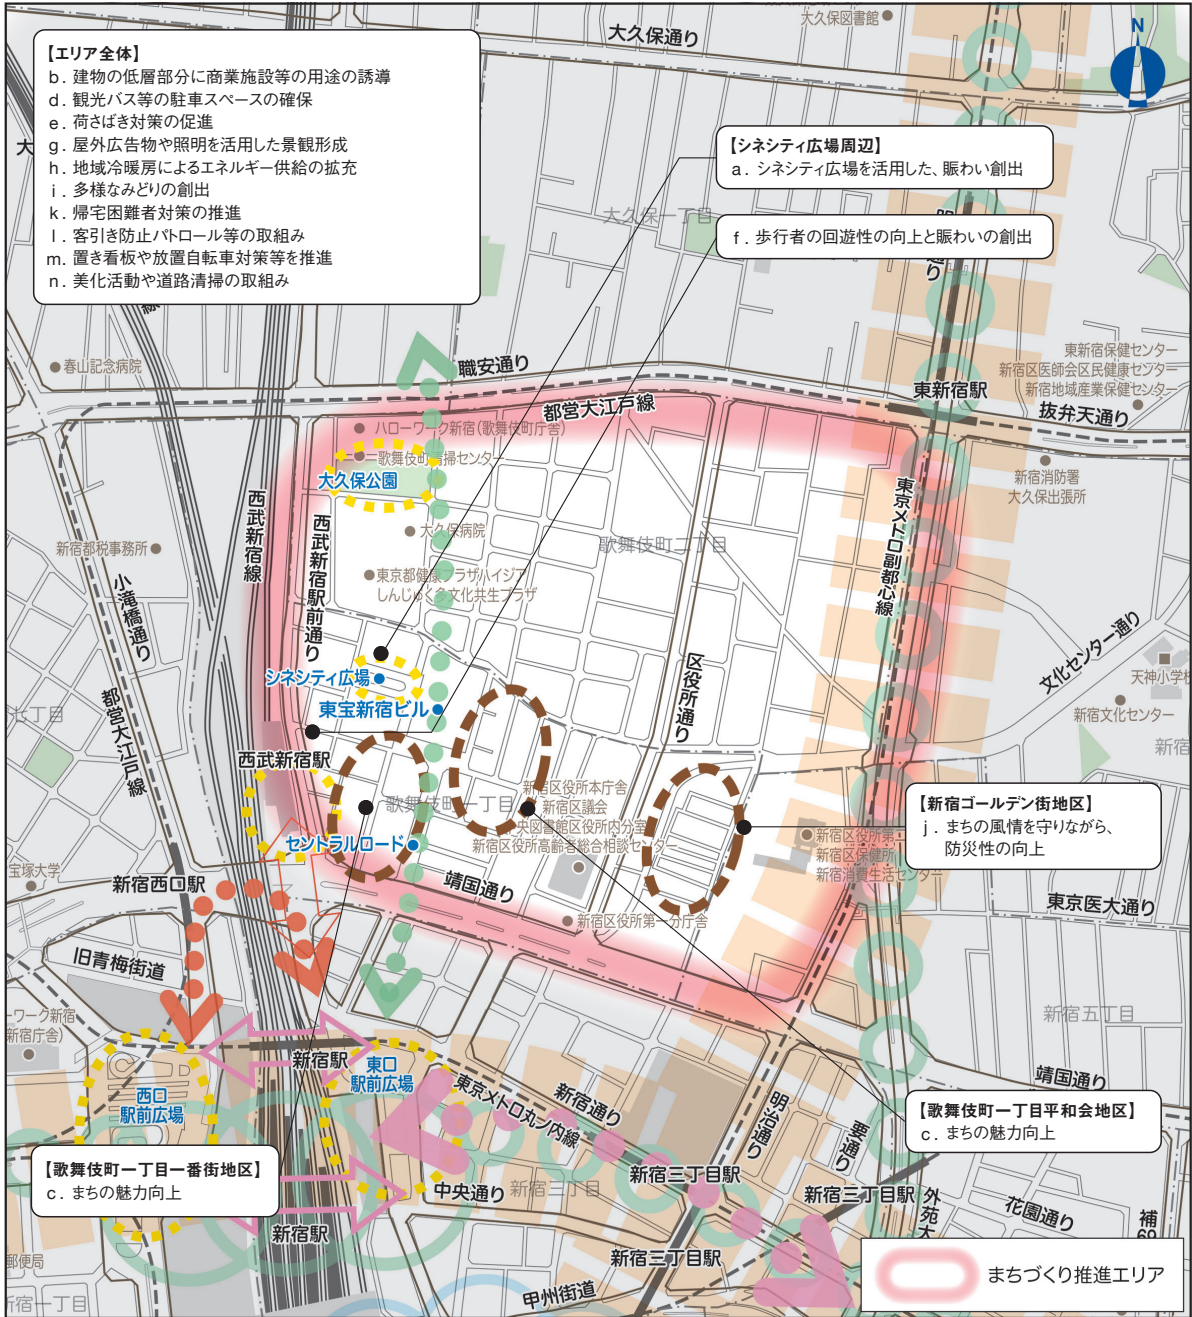 【エリア全体】
b. 建物の低層部分に商業施設等の用途の誘導
d. 観光バス等の駐車スペースの確保
e. 荷さばき対策の促進
g. 屋外広告物や照明を活用した景観形成
h. 地域冷暖房によるエネルギー供給の拡充
i. 多様なみどりの創出
k. 帰宅困難者対策の推進
l. 客引き防止パトロール等の取組み
m. 置き看板や放置自転車対策等を推進
n. 美化活動や道路清掃の取組み
大久保図書館
大久保通り
N
【シネシティ広場周辺】
a. シネシティ広場を活用した、賑わい創出
大久保一丁目
f. 歩行者の回遊性の向上と賑わいの創出
春山記念病院
職安通り
都営大江戸線
東新宿駅
東新宿保健センター
新宿区医師会区民健康センター
新宿地域産業保健センター
抜弁天通り
ハローワーク新宿(歌舞伎町庁舎)
歌舞伎町清掃センター
大久保公園
新宿消防署
大久保出張所
西武新宿線
西武新宿駅前通り
大久保病院
歌舞伎町二丁目
東京メトロ副都心線
新宿都税事務所
東京都健康プラザハイジア
しんじゅく多文化共生プラザ
小滝橋通り
文化センター通り
天神小学校
シネシティ広場
東宝新宿ビル
区役所通り
新宿文化センター
七丁目
都営大江戸線
西武新宿駅
歌舞伎町一丁目
新宿区役所本庁舎
新宿区議会
中央図書館区役所内分室
新宿区役所高齢者総合相談センター
セントラルロード
【新宿ゴールデン街地区】
j. まちの風情を守りながら、
防災性の向上
新宿区役所第二
新宿区保健所
新宿消費生活センター
宝塚大学
新宿西口駅
靖国通り
新宿区役所第一分庁舎
東京医大通り
旧青梅街道
ーワーク新宿
新宿庁舎)
新宿五丁目
新宿駅
東口
駅前広場
西口
駅前広場
東京メトロ丸ノ内線
新宿通り
明治通り
要通り
靖国通り
【歌舞伎町一丁目平和会地区】
c. まちの魅力向上
【歌舞伎町一丁目一番街地区】
c. まちの魅力向上
中央通り
新宿三丁目
新宿三丁目駅
新宿三丁目駅
花園通り
新宿駅
新宿三丁目駅
郵便局
新宿一丁目
甲州街道
まちづくり推進エリア